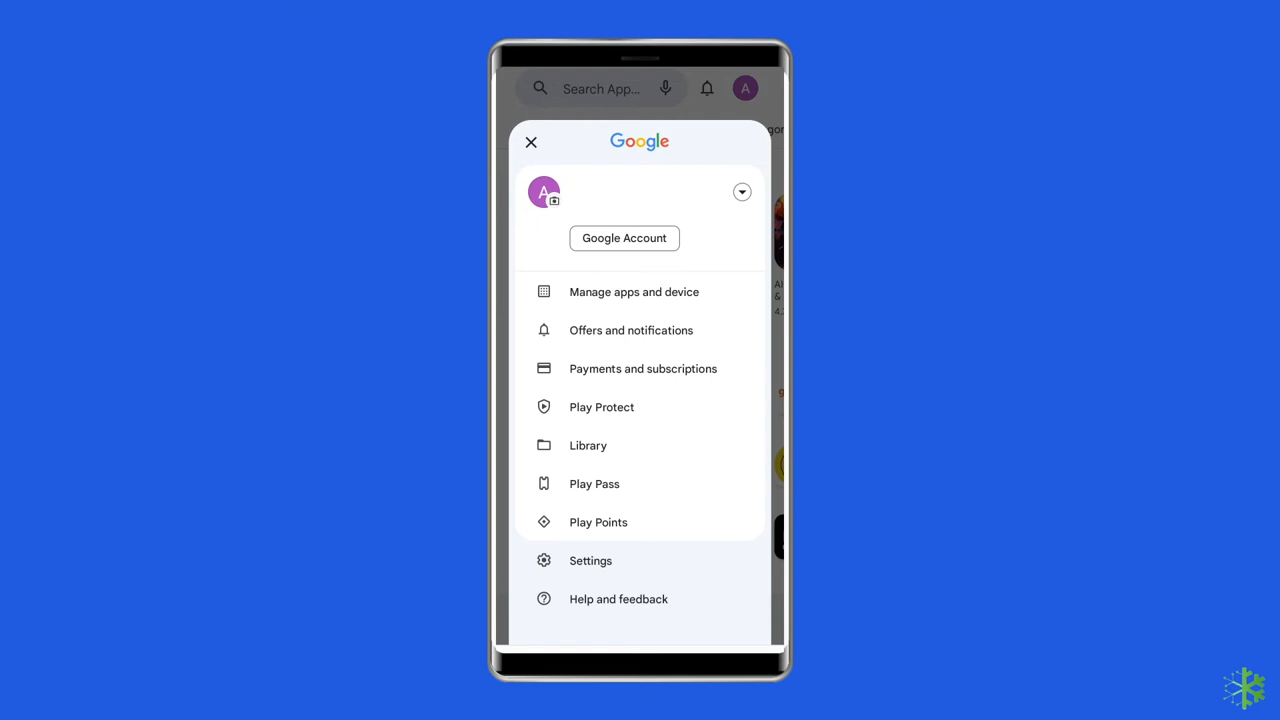 Search App...
A
gor
Google
A
Google Account
Manage apps and device
Offers and notifications
Payments and subscriptions
Play Protect
Library
Play Pass
Play Points
Settings
Help and feedback
&